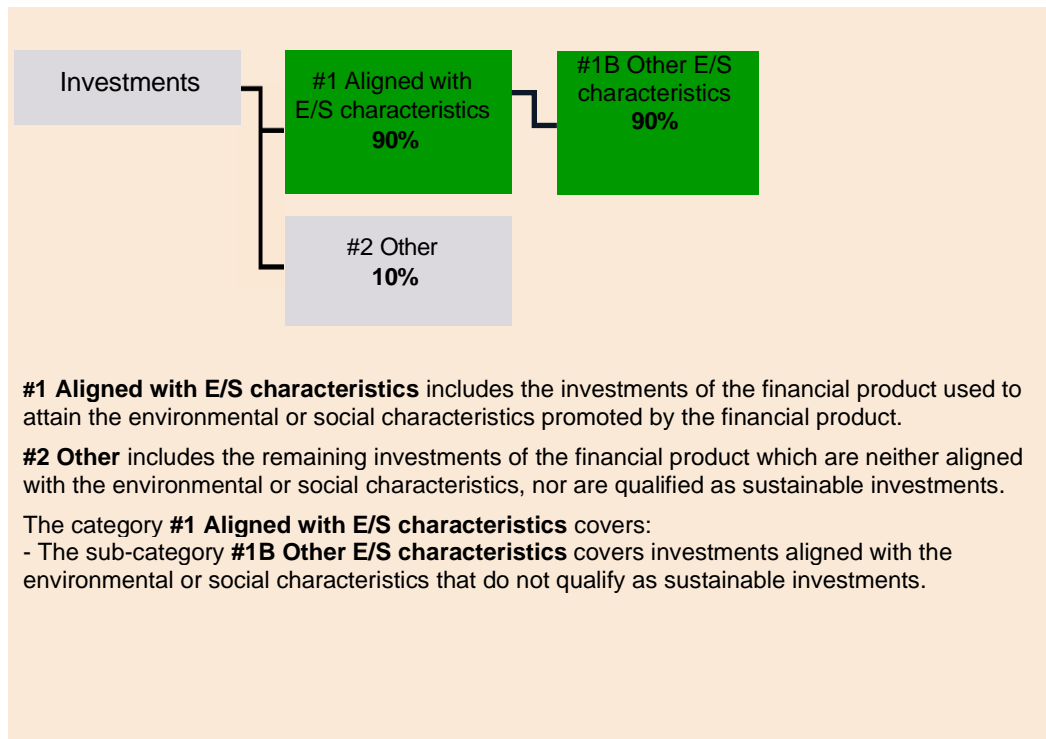 Investments
#1 Aligned with
E/S characteristics
90%
#1B Other E/S
characteristics
90%
#2 Other
10%
#1 Aligned with E/S characteristics includes the investments of the financial product used to
attain the environmental or social characteristics promoted by the financial product.
#2 Other includes the remaining investments of the financial product which are neither aligned
with the environmental or social characteristics, nor are qualified as sustainable investments.
The category #1 Aligned with E/S characteristics covers:
- The sub-category #1B Other E/S characteristics covers investments aligned with the
environmental or social characteristics that do not qualify as sustainable investments.